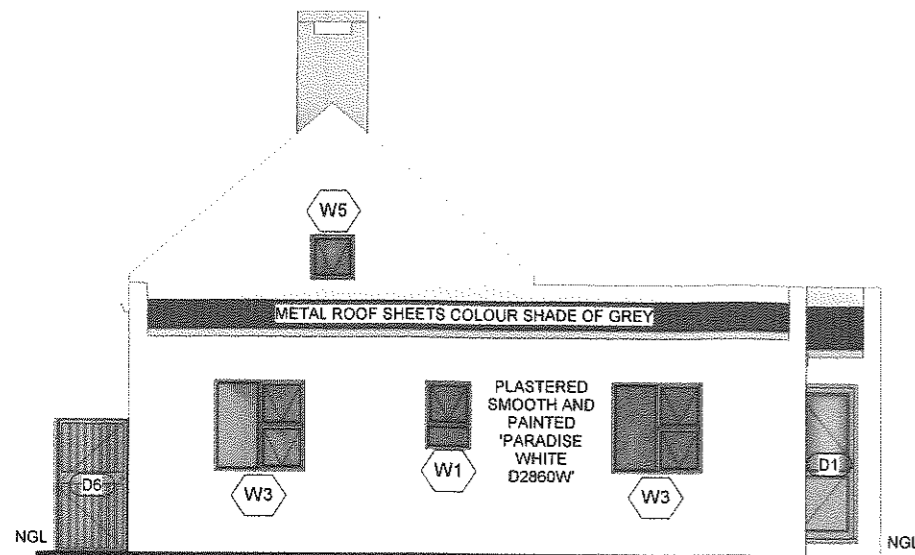 W5
METAL ROOF SHEETS COLOUR SHADE OF GREY
PLASTERED
SMOOTH AND
PAINTED
'PARADISE
WHITE
D2860W'
D6
W3
W1
W3
D1
NGL
NGL